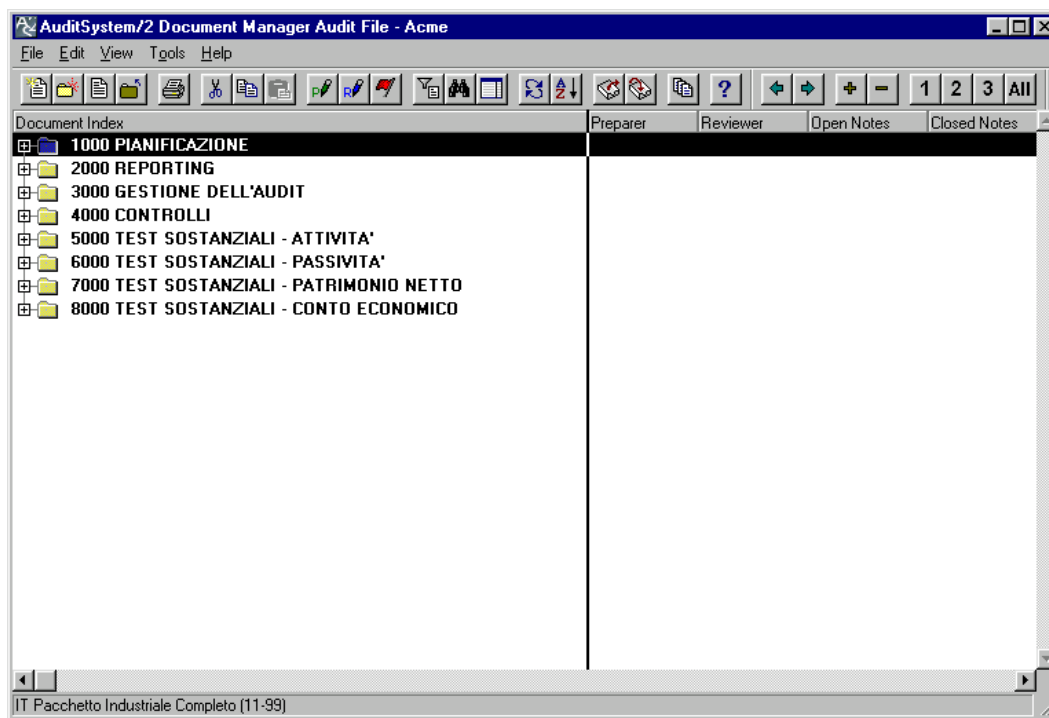 AuditSystem/2 Document Manager Audit File - Acme
File Edit View Tools Help
P R A Z ? + - 1 2 3 All
Document Index Preparer Reviewer Open Notes Closed Notes
1000 PIANIFICAZIONE
2000 REPORTING
3000 GESTIONE DELL'AUDIT
4000 CONTROLLI
5000 TEST SOSTANZIALI - ATTIVITA'
6000 TEST SOSTANZIALI - PASSIVITA'
7000 TEST SOSTANZIALI - PATRIMONIO NETTO
8000 TEST SOSTANZIALI - CONTO ECONOMICO
IT Pacchetto Industriale Completo (11-99)